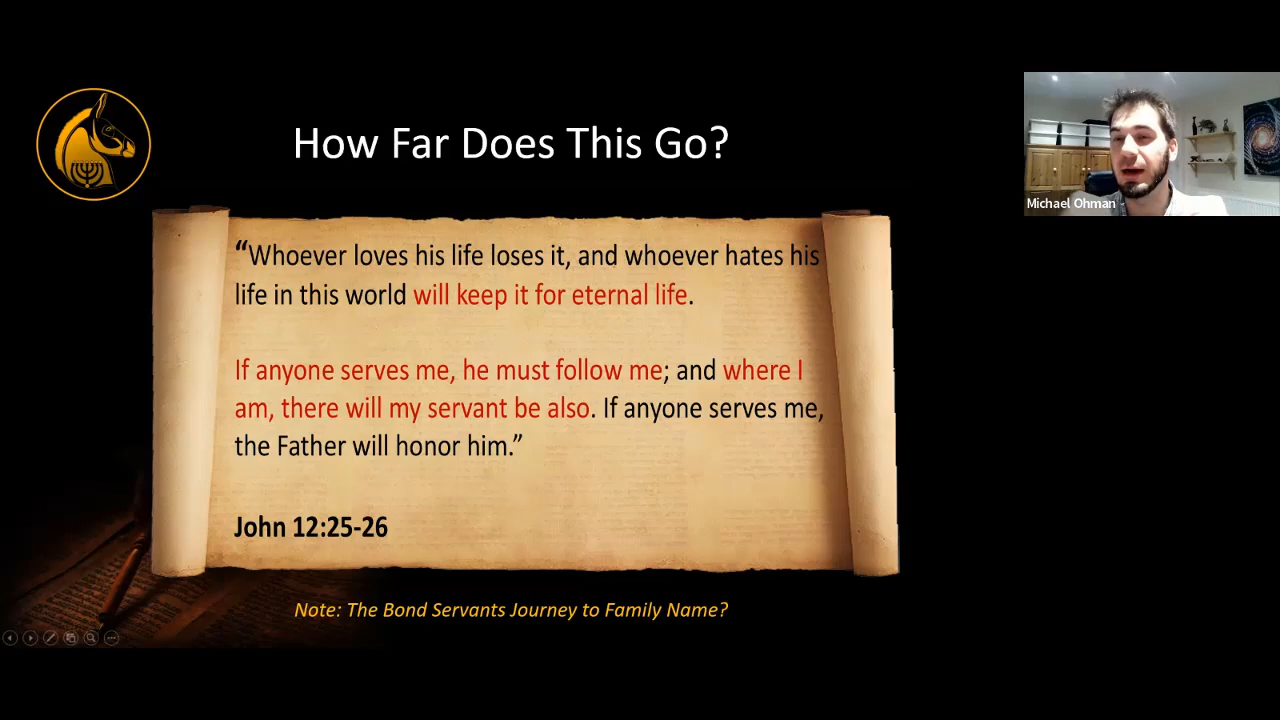 How Far Does This Go?
Michael Ohman
“Whoever loves his life loses it, and whoever hates his
life in this world will keep it for eternal life.
If anyone serves me, he must follow me; and where I
am, there will my servant be also. If anyone serves me,
the Father will honor him.”
John 12:25-26
Note: The Bond Servants Journey to Family Name?